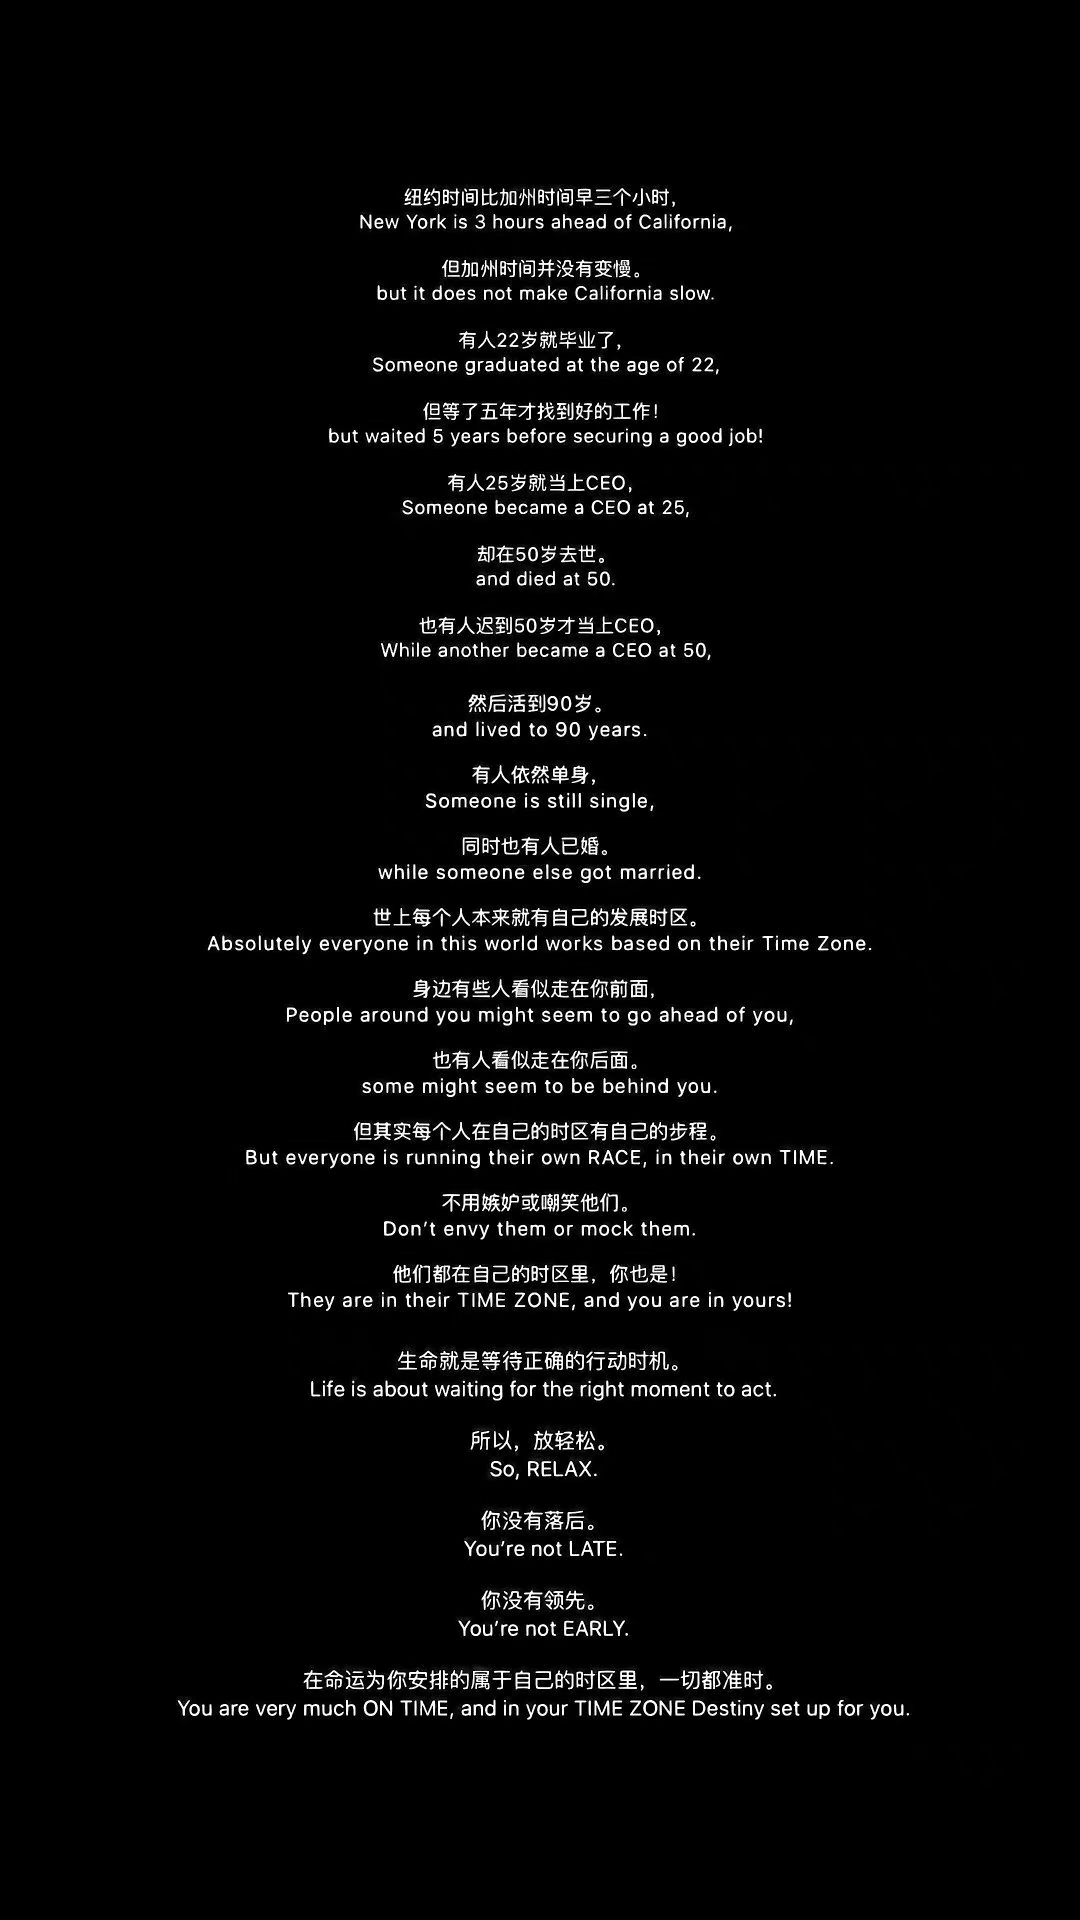 纽约时间比加州时间早三个小时，
New York is 3 hours ahead of California,
但加州时间并没有变慢。
but it does not make California slow.
有人22岁就毕业了，
Someone graduated at the age of 22,
但等了五年才找到好的工作！
but waited 5 years before securing a good job!
有人25岁就当上CEO，
Someone became a CEO at 25,
却在50岁去世。
and died at 50.
也有人迟到50岁才当上CEO，
While another became a CEO at 50,
然后活到90岁。
and lived to 90 years.
有人依然单身，
Someone is still single,
同时也有人已婚。
while someone else got married.
世上每个人本来就有自己的发展时区。
Absolutely everyone in this world works based on their Time Zone.
身边有些人看似走在你前面，
People around you might seem to go ahead of you,
也有人看似走在你后面。
some might seem to be behind you.
但其实每个人在自己的时区有自己的步程。
But everyone is running their own RACE, in their own TIME.
不用嫉妒或嘲笑他们。
Don’t envy them or mock them.
他们都在自己的时区里，你也是！
They are in their TIME ZONE, and you are in yours!
生命就是等待正确的行动时机。
Life is about waiting for the right moment to act.
所以，放轻松。
So, RELAX.
你没有落后。
You’re not LATE.
你没有领先。
You’re not EARLY.
在命运为你安排的属于自己的时区里，一切都准时。
You are very much ON TIME, and in your TIME ZONE Destiny set up for you.